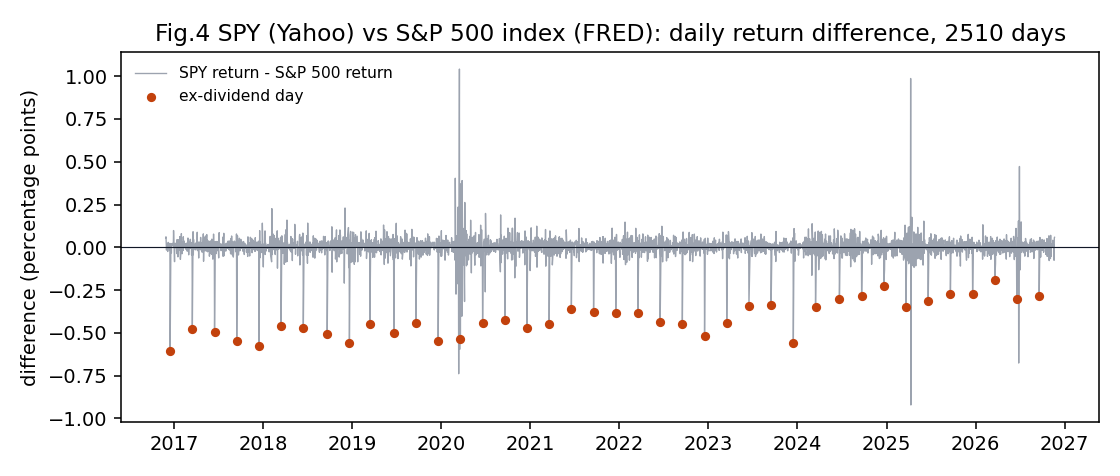 Fig.4 SPY (Yahoo) vs S&P 500 index (FRED): daily return difference, 2510 days
SPY return - S&P 500 return
ex-dividend day
difference (percentage points)
1.00
0.75
0.50
0.25
0.00
−0.25
−0.50
−0.75
−1.00
2017 2018 2019 2020 2021 2022 2023 2024 2025 2026 2027